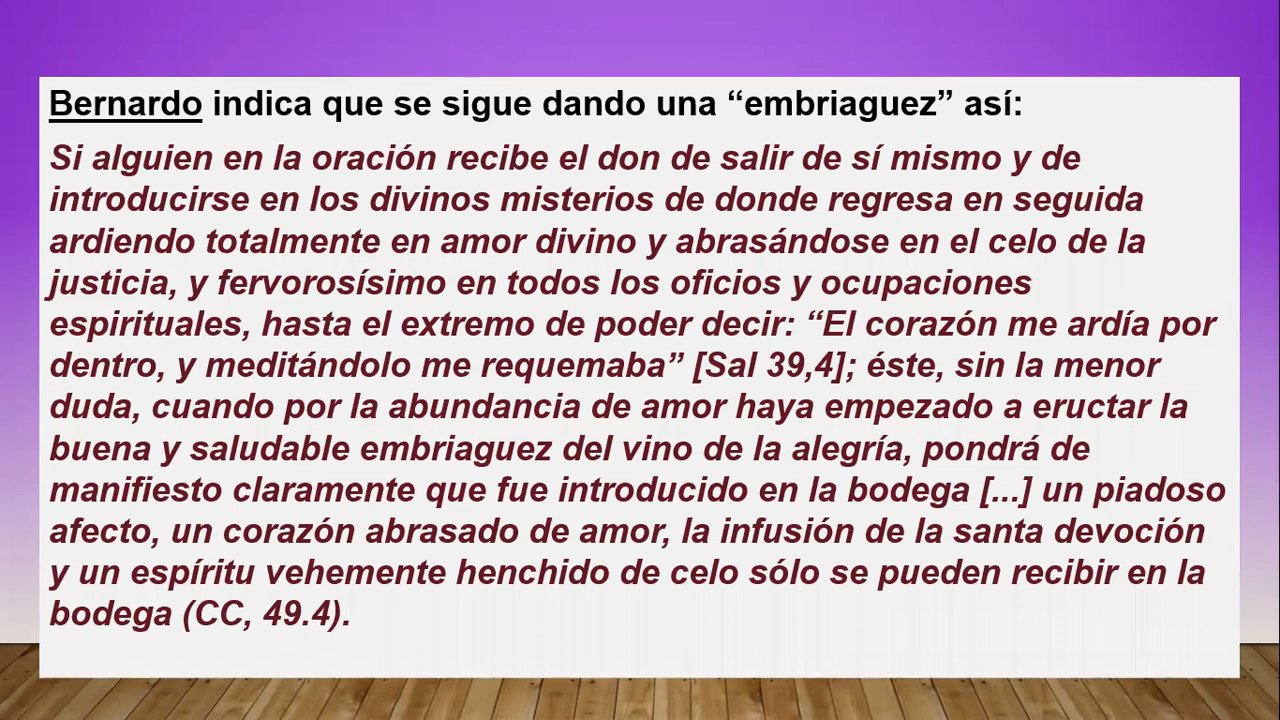 Bernardo indica que se sigue dando una “embriaguez” así:
Si alguien en la oración recibe el don de salir de sí mismo y de
introducirse en los divinos misterios de donde regresa en seguida
ardiendo totalmente en amor divino y abrasándose en el celo de la
justicia, y fervorosísimo en todos los oficios y ocupaciones
espirituales, hasta el extremo de poder decir: “El corazón me ardía por
dentro, y meditándolo me requemaba” [Sal 39,4]; éste, sin la menor
duda, cuando por la abundancia de amor haya empezado a eructar la
buena y saludable embriaguez del vino de la alegría, pondrá de
manifiesto claramente que fue introducido en la bodega [...] un piadoso
afecto, un corazón abrasado de amor, la infusión de la santa devoción
y un espíritu vehemente henchido de celo sólo se pueden recibir en la
bodega (CC, 49.4).